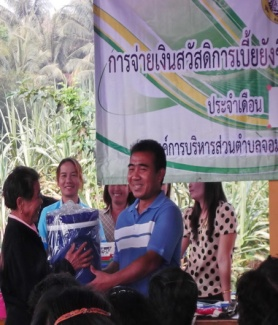 การจ่ายเงินสวัสดิการเบี้ยยัง
ประจำเดือน
การบริหารส่วนตำบลจอม